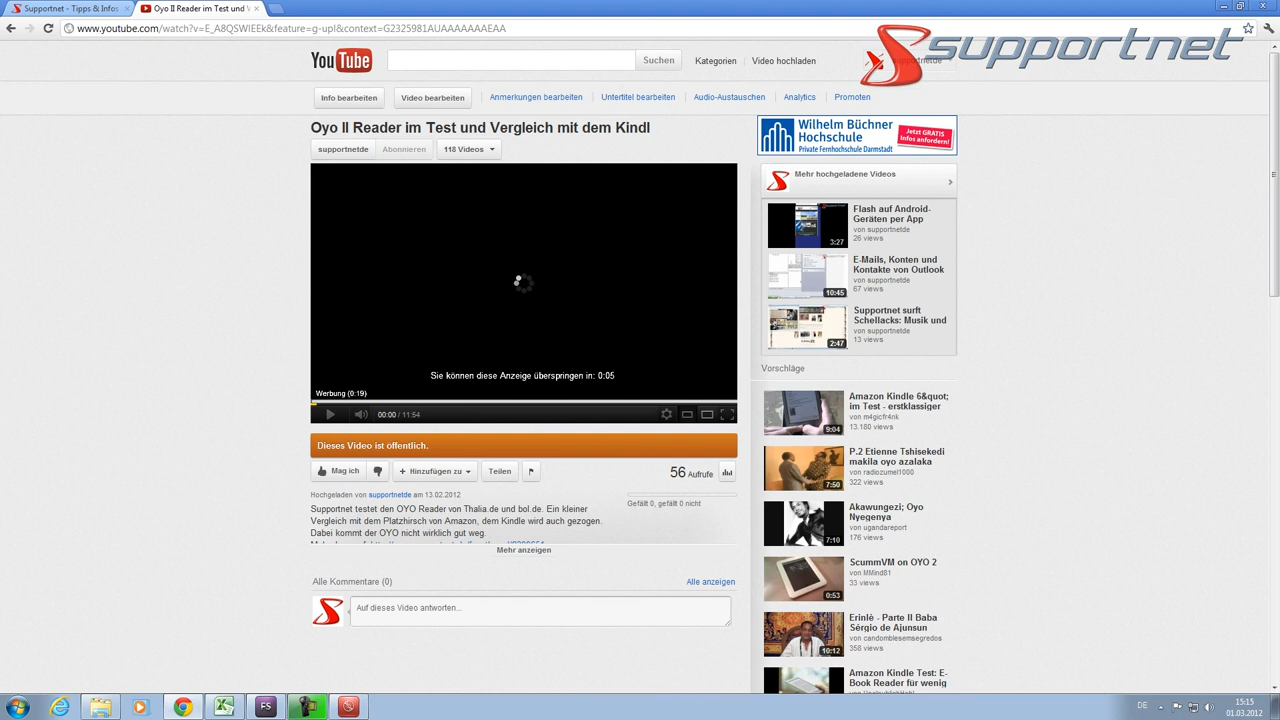 Supportnet - Tipps & Infos
Oyo II Reader im Test und V
www.youtube.com/watch?v=E_A8QSWIEEk&feature=g-upl&context=G2325981AUAAAAAAAEAA
supportnet
YouTube
Suchen
Kategorien
Video hochladen
Info bearbeiten
Video bearbeiten
Anmerkungen bearbeiten
Untertitel bearbeiten
Audio-Austauschen
Analytics
Promoten
Oyo II Reader im Test und Vergleich mit dem Kindl
supportnetde
Abonnieren
118 Videos
Sie können diese Anzeige überspringen in: 0:05
Werbung (0:19)
00:00 / 11:54
Dieses Video ist öffentlich.
Mag ich
Hinzufügen zu
Teilen
56 Aufrufe
Hochgeladen von supportnetde am 13.02.2012
Gefällt 0, gefällt 0 nicht
Supportnet testet den OYO Reader von Thalia.de und bol.de. Ein kleiner
Vergleich mit dem Platzhirsch von Amazon, dem Kindle wird auch gezogen.
Dabei kommt der OYO nicht wirklich gut weg.
Mehr anzeigen
Alle Kommentare (0)
Alle anzeigen
Auf dieses Video antworten...
Wilhelm Büchner
Hochschule
Private Fernhochschule Darmstadt
Jetzt GRATIS
Infos anfordern!
Mehr hochgeladene Videos
Flash auf Android-
Geräten per App
von supportnetde
26 views
3:27
E-Mails, Konten und
Kontakte von Outlook
von supportnetde
67 views
10:45
Supportnet surft
Schellacks: Musik und
von supportnetde
13 views
2:47
Vorschläge
Amazon Kindle 6&quot;
im Test - erstklassiger
von m4gicfr4nk
13.180 views
9:04
P.2 Etienne Tshisekedi
makila oyo azalaka
von radiozumel1000
322 views
7:50
Akawungezi; Oyo
Nyegenya
von ugandareport
176 views
7:10
ScummVM on OYO 2
von MMind81
33 views
0:53
Erinlé - Parte II Baba
Sérgio de Ajunsun
von candomblesemsegredos
358 views
10:12
Amazon Kindle Test: E-
Book Reader für wenig
FS
DE
15:15
01.03.2012